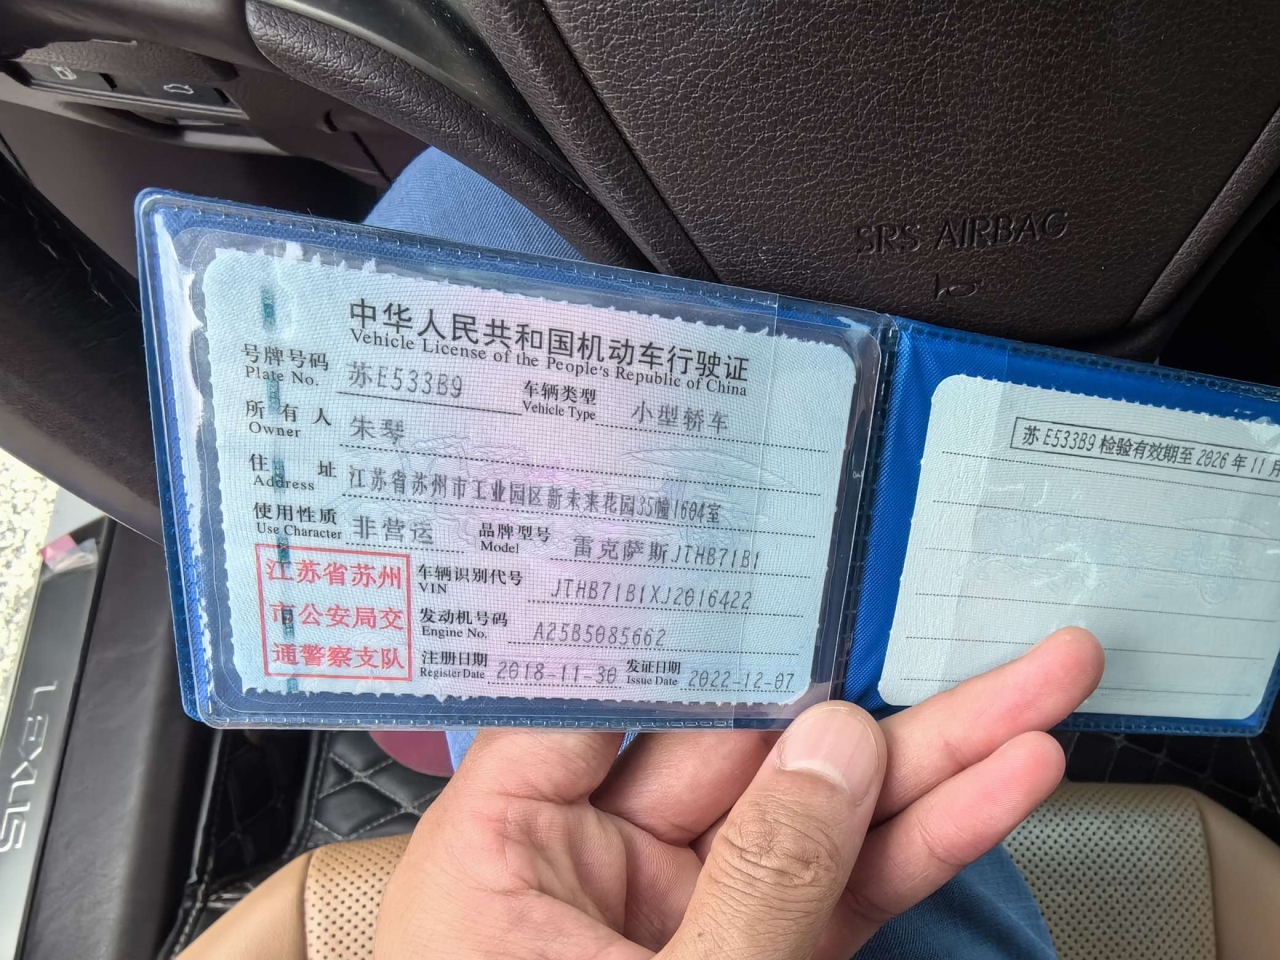 SRS AIRBAG
中华人民共和国机动车行驶证
Vehicle License of the People's Republic of China
号牌号码 苏E533B9 车辆类型 小型轿车
Plate No. Vehicle Type
所有人 朱琴
Owner
住址 江苏省苏州市工业园区新未来花园35幢1604室
Address
使用性质 非营运 品牌型号 雷克萨斯JTHB71B1
Use Character Model
江苏省苏州
市公安局交
通警察支队
车辆识别代号 JTHB71B1XJ2016422
VIN
发动机号码 A25B5085662
Engine No.
注册日期 2018-11-30 发证日期 2022-12-07
Register Date Issue Date
苏E533B9 检验有效期至 2026年11月
LEXUS